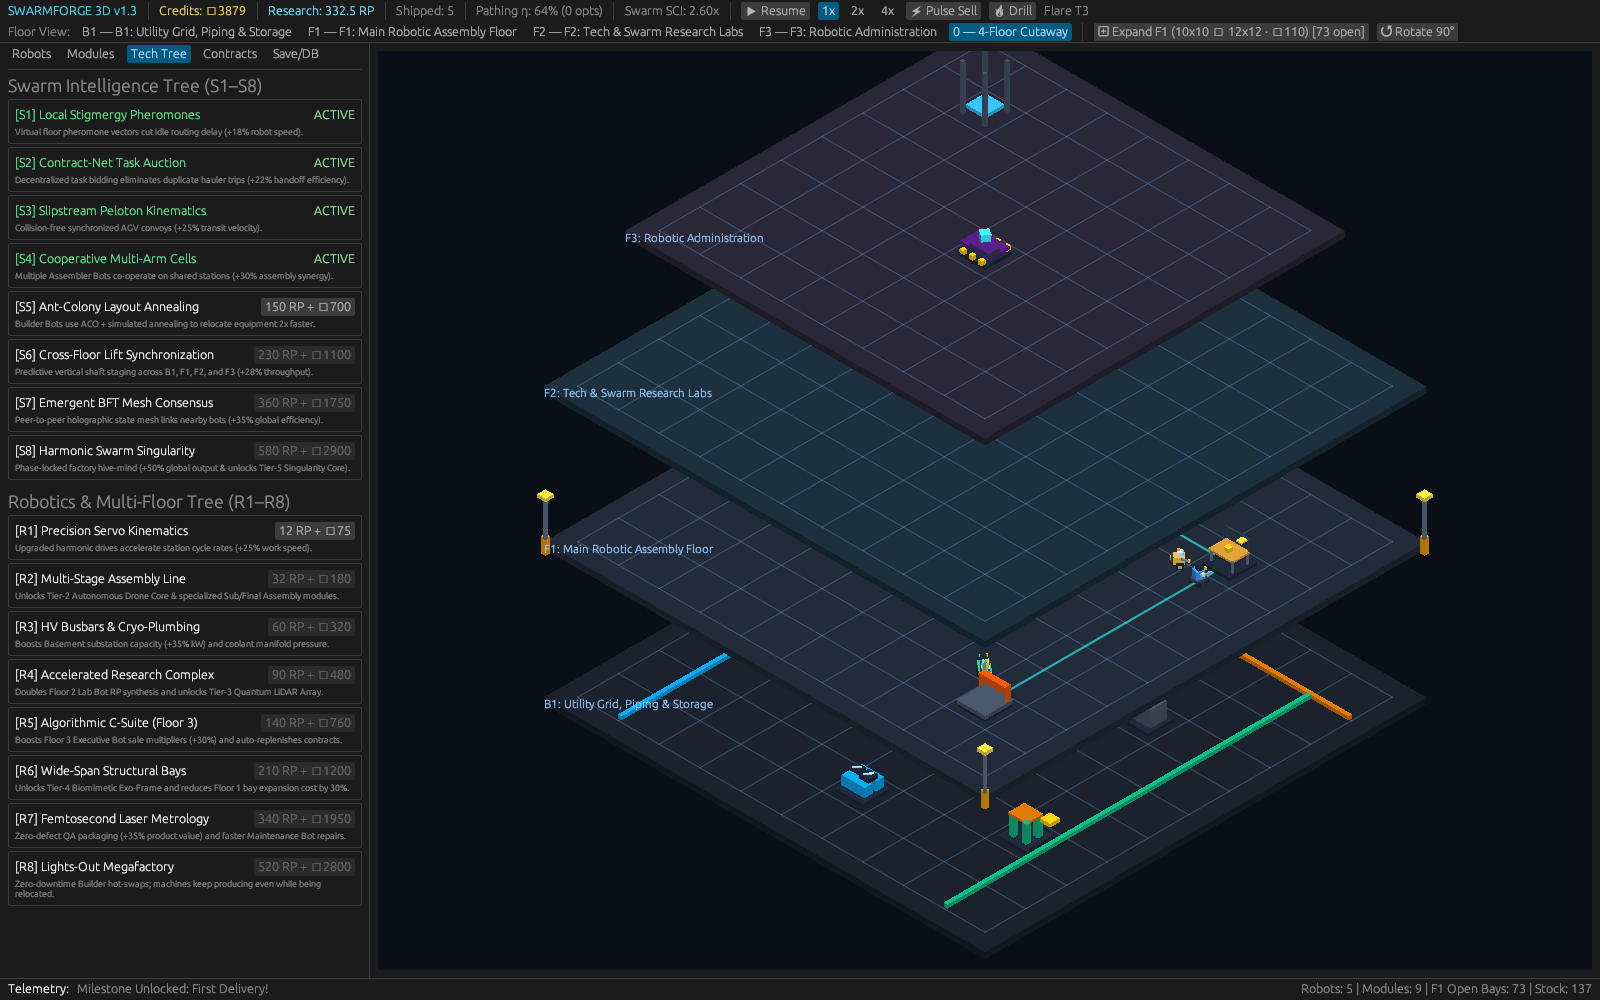 SWARMFORGE 3D v1.3 Credits: □3879 Research: 332.5 RP Shipped: 5 Pathing η: 64% (0 opts) Swarm SCI: 2.60x ▶ Resume 1x 2x 4x ⚡ Pulse Sell 🔥 Drill Flare T3
Floor View: B1 — B1: Utility Grid, Piping & Storage F1 — F1: Main Robotic Assembly Floor F2 — F2: Tech & Swarm Research Labs F3 — F3: Robotic Administration 0 — 4-Floor Cutaway ⊞ Expand F1 (10x10 □ 12x12 · □110) [73 open] ↺ Rotate 90°
Robots Modules Tech Tree Contracts Save/DB
Swarm Intelligence Tree (S1–S8)
[S1] Local Stigmergy Pheromones ACTIVE
Virtual floor pheromone vectors cut idle routing delay (+18% robot speed).
[S2] Contract-Net Task Auction ACTIVE
Decentralized task bidding eliminates duplicate hauler trips (+22% handoff efficiency).
[S3] Slipstream Peloton Kinematics ACTIVE
Collision-free synchronized AGV convoys (+25% transit velocity).
[S4] Cooperative Multi-Arm Cells ACTIVE
Multiple Assembler Bots co-operate on shared stations (+30% assembly synergy).
[S5] Ant-Colony Layout Annealing 150 RP + □700
Builder Bots use ACO + simulated annealing to relocate equipment 2x faster.
[S6] Cross-Floor Lift Synchronization 230 RP + □1100
Predictive vertical shaft staging across B1, F1, F2, and F3 (+28% throughput).
[S7] Emergent BFT Mesh Consensus 360 RP + □1750
Peer-to-peer holographic state mesh links nearby bots (+35% global efficiency).
[S8] Harmonic Swarm Singularity 580 RP + □2900
Phase-locked factory hive-mind (+50% global output & unlocks Tier-5 Singularity Core).
Robotics & Multi-Floor Tree (R1–R8)
[R1] Precision Servo Kinematics 12 RP + □75
Upgraded harmonic drives accelerate station cycle rates (+25% work speed).
[R2] Multi-Stage Assembly Line 32 RP + □180
Unlocks Tier-2 Autonomous Drone Core & specialized Sub/Final Assembly modules.
[R3] HV Busbars & Cryo-Plumbing 60 RP + □320
Boosts Basement substation capacity (+35% kW) and coolant manifold pressure.
[R4] Accelerated Research Complex 90 RP + □480
Doubles Floor 2 Lab Bot RP synthesis and unlocks Tier-3 Quantum LiDAR Array.
[R5] Algorithmic C-Suite (Floor 3) 140 RP + □760
Boosts Floor 3 Executive Bot sale multipliers (+30%) and auto-replenishes contracts.
[R6] Wide-Span Structural Bays 210 RP + □1200
Unlocks Tier-4 Biomimetic Exo-Frame and reduces Floor 1 bay expansion cost by 30%.
[R7] Femtosecond Laser Metrology 340 RP + □1950
Zero-defect QA packaging (+35% product value) and faster Maintenance Bot repairs.
[R8] Lights-Out Megafactory 520 RP + □2800
Zero-downtime Builder hot-swaps; machines keep producing even while being
relocated.
F3: Robotic Administration
F2: Tech & Swarm Research Labs
F1: Main Robotic Assembly Floor
B1: Utility Grid, Piping & Storage
Telemetry: Milestone Unlocked: First Delivery! Robots: 5 | Modules: 9 | F1 Open Bays: 73 | Stock: 137